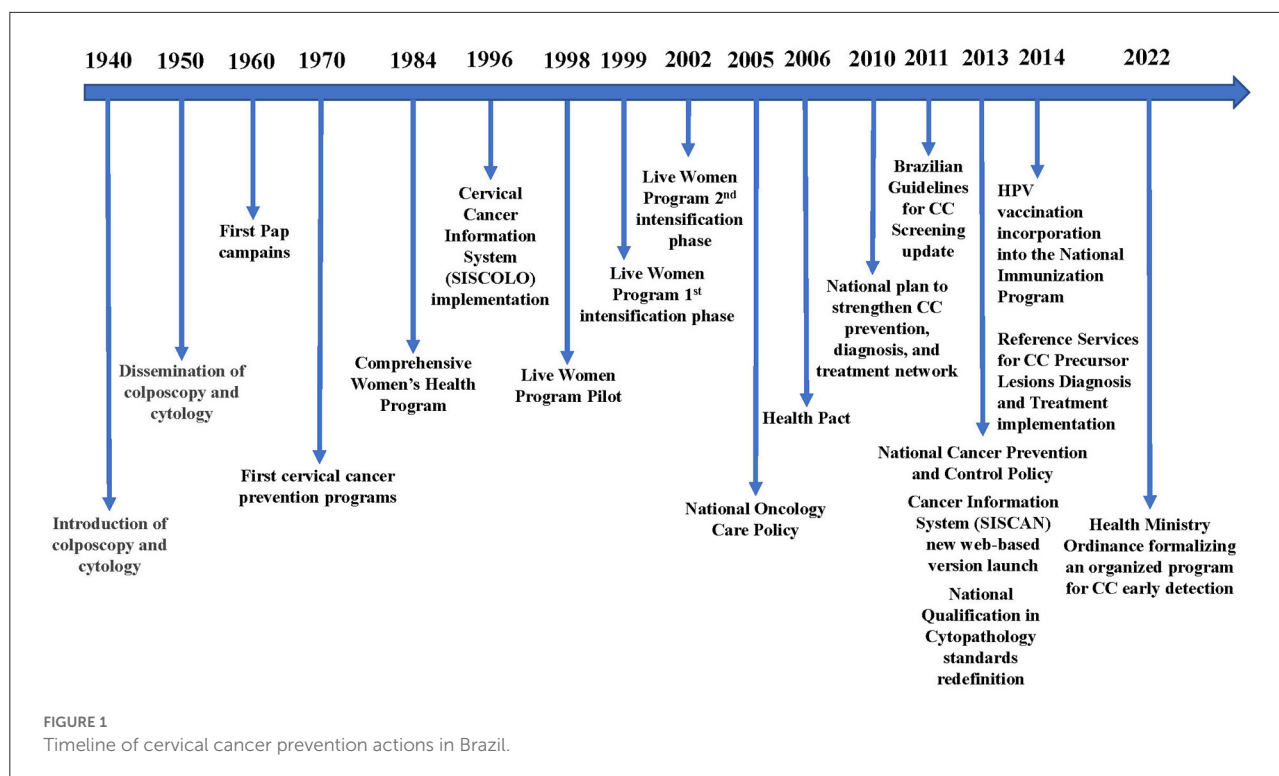 1940 1950 1960 1970 1984 1996 1998 1999 2002 2005 2006 2010 2011 2013 2014 2022
Introduction of
colposcopy and
cytology
Dissemination of
colposcopy and
cytology
First Pap
campains
First cervical cancer
prevention programs
Comprehensive
Women's Health
Program
Cervical
Cancer
Information
System
(SISCOLO)
implementation
Live Women
Program Pilot
Live Women
Program 1st
intensification phase
Live Women
Program 2nd
intensification
phase
National Oncology
Care Policy
Health Pact
National plan to
strengthen CC
prevention,
diagnosis, and
treatment network
Brazilian
Guidelines
for CC
Screening
update
National Cancer Prevention
and Control Policy
Cancer Information
System (SISCAN)
new web-based
version launch
National
Qualification in
Cytopathology
standards
redefinition
HPV
vaccination
incorporation
into the National
Immunization
Program
Reference Services
for CC Precursor
Lesions Diagnosis
and Treatment
implementation
Health Ministry
Ordinance formalizing
an organized program
for CC early detection
FIGURE 1
Timeline of cervical cancer prevention actions in Brazil.